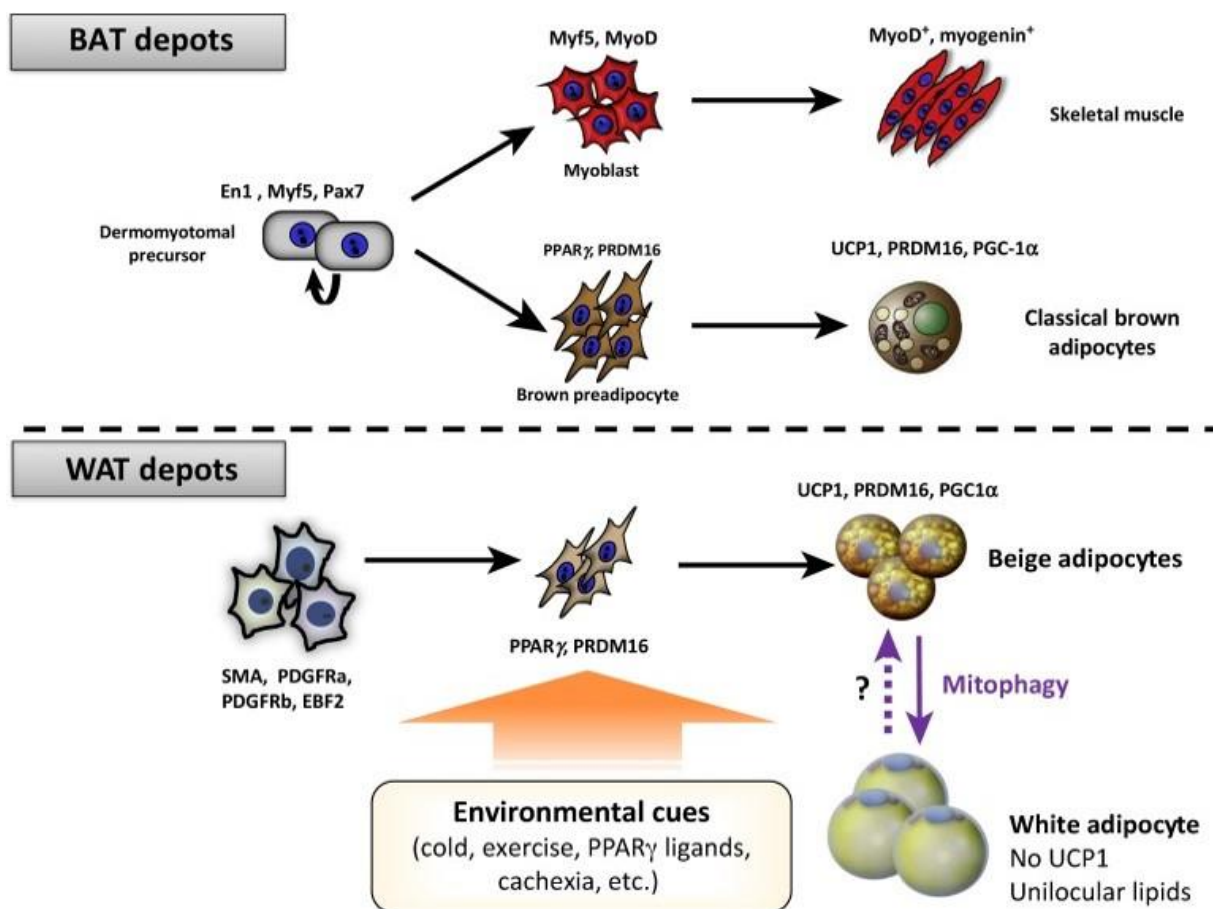 BAT depots
Myf5, MyoD
MyoD⁺, myogenin⁺
Skeletal muscle
Myoblast
En1 , Myf5, Pax7
Dermomyotomal
precursor
PPARγ, PRDM16
UCP1, PRDM16, PGC-1α
Classical brown
adipocytes
Brown preadipocyte
WAT depots
UCP1, PRDM16, PGC1α
Beige adipocytes
PPARγ, PRDM16
SMA, PDGFRa,
PDGFRb, EBF2
?
Mitophagy
Environmental cues
(cold, exercise, PPARγ ligands,
cachexia, etc.)
White adipocyte
No UCP1
Unilocular lipids